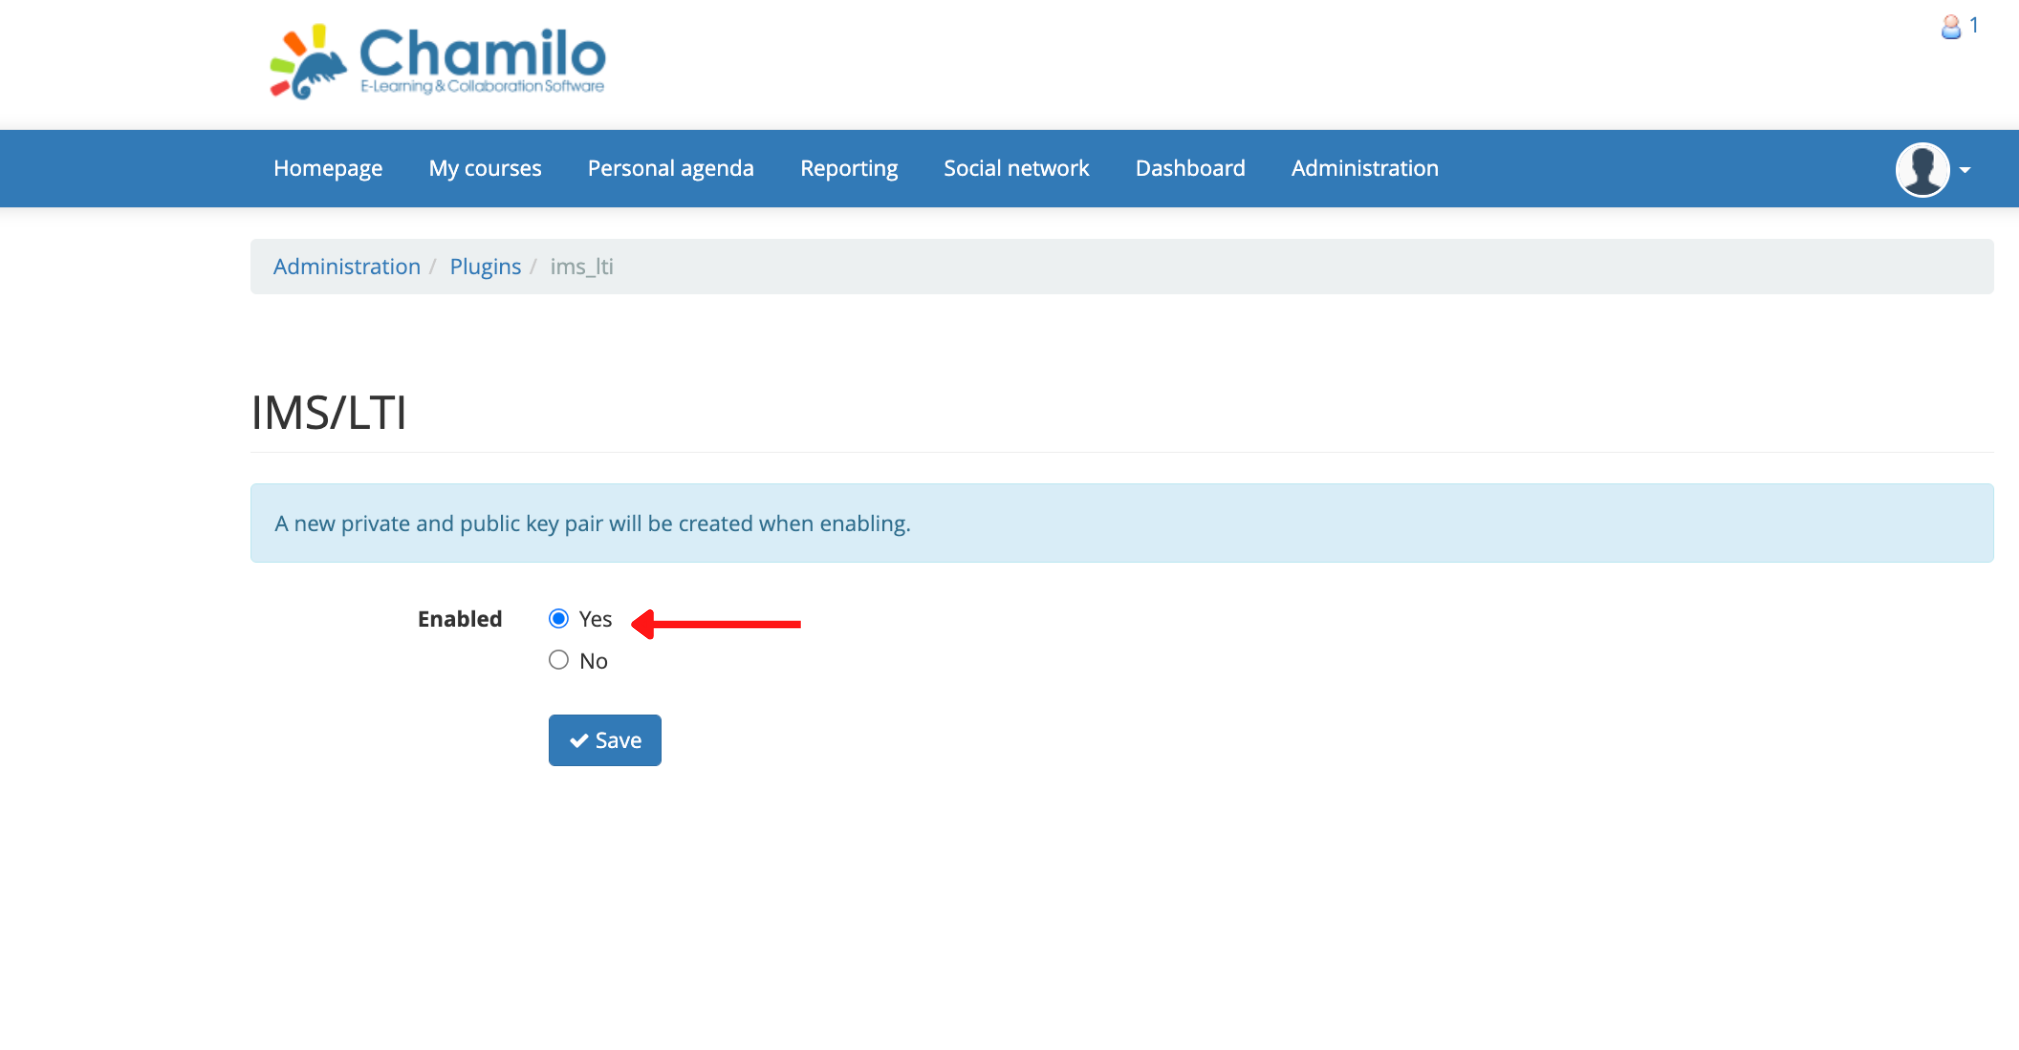 Chamilo
E-Learning & Collaboration Software
1
Homepage My courses Personal agenda Reporting Social network Dashboard Administration
Administration / Plugins / ims_lti
IMS/LTI
A new private and public key pair will be created when enabling.
Enabled Yes
No
Save